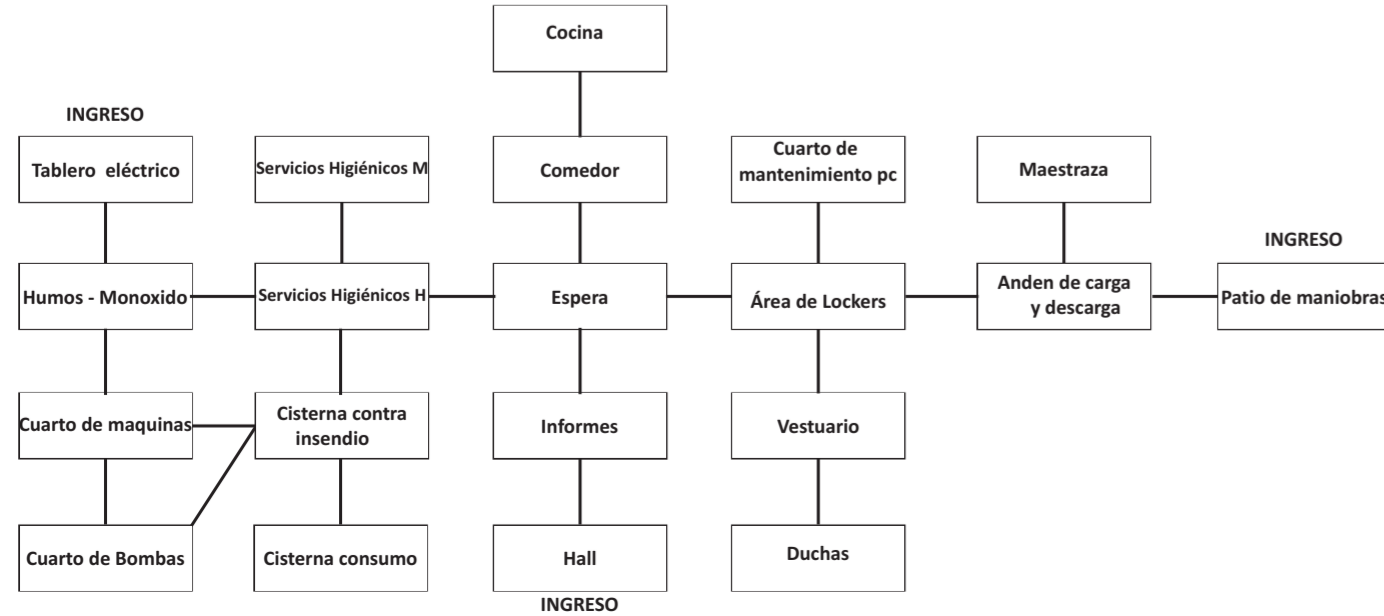 Cocina
INGRESO
Tablero eléctrico
Servicios Higiénicos M
Comedor
Cuarto de
mantenimiento pc
Maestraza
INGRESO
Humos - Monoxido
Servicios Higiénicos H
Espera
Área de Lockers
Anden de carga
y descarga
Patio de maniobras
Cuarto de maquinas
Cisterna contra
insendio
Informes
Vestuario
Cuarto de Bombas
Cisterna consumo
Hall
Duchas
INGRESO